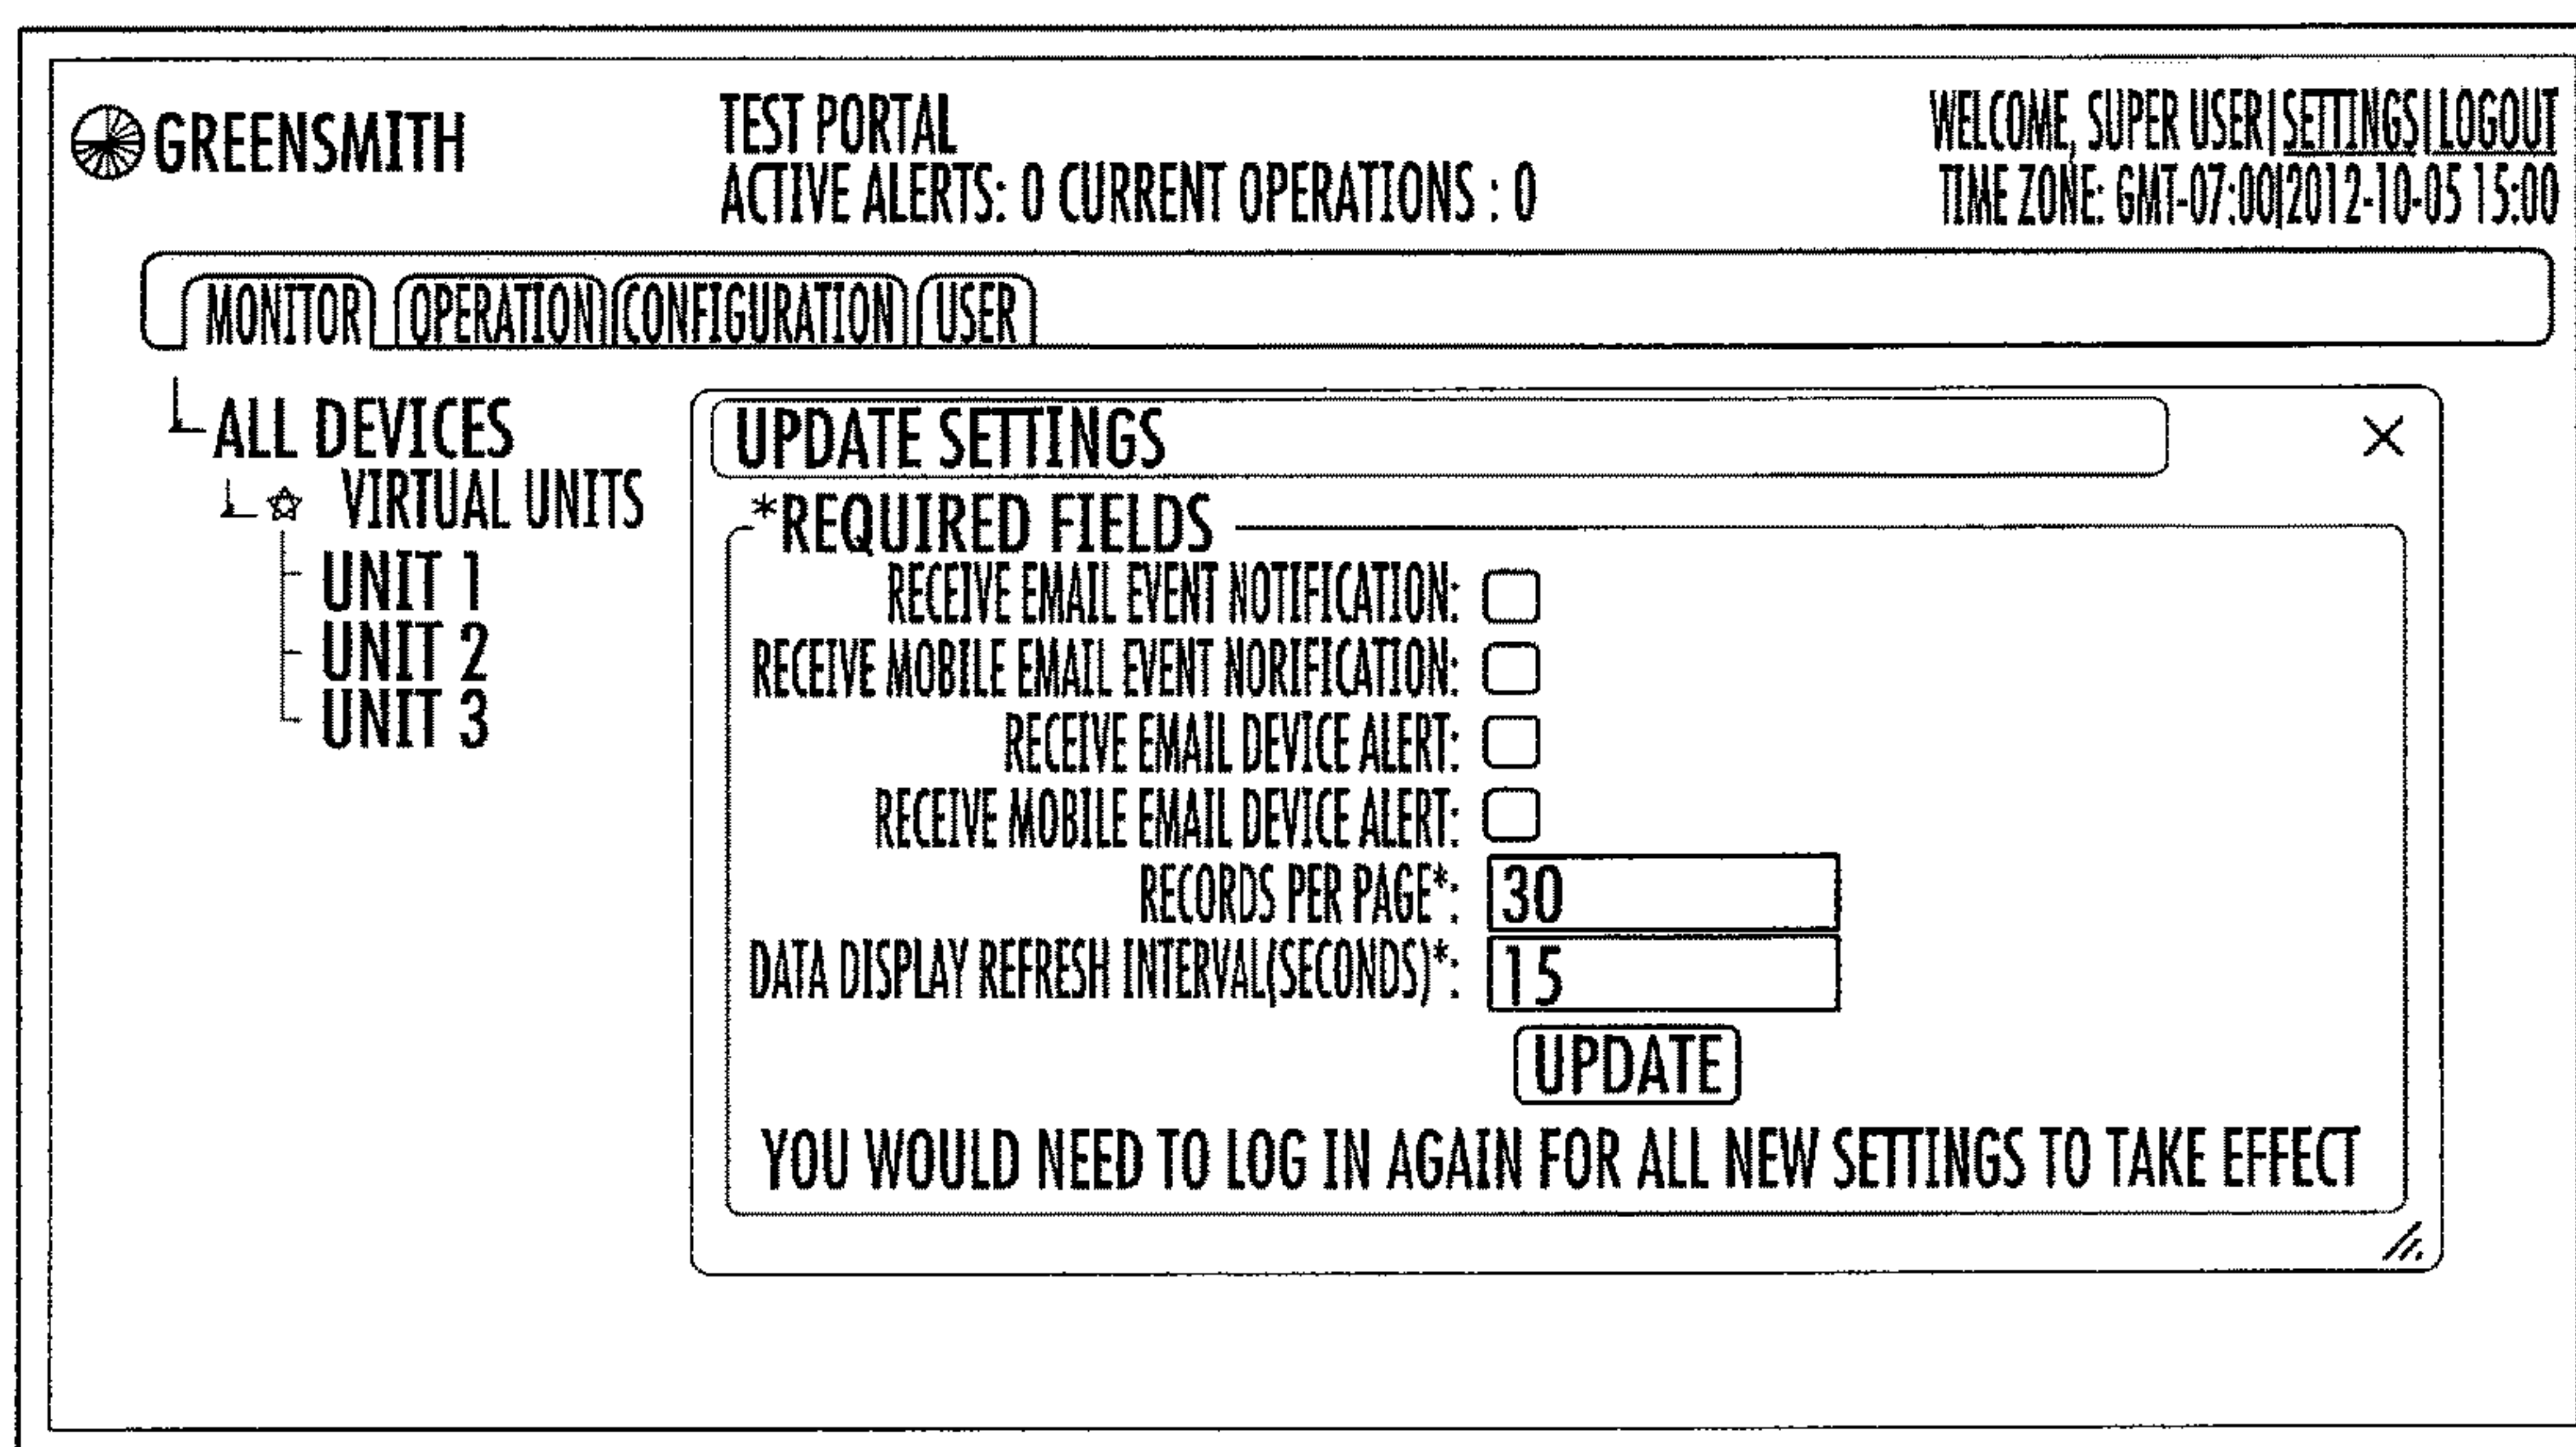 GREENSMITH
TEST PORTAL
ACTIVE ALERTS: 0 CURRENT OPERATIONS : 0
WELCOME, SUPER USER|SETTINGS|LOGOUT
TIME ZONE: GMT-07:00|2012-10-05 15:00
MONITOR OPERATION CONFIGURATION USER
ALL DEVICES
VIRTUAL UNITS
UNIT 1
UNIT 2
UNIT 3
UPDATE SETTINGS
*REQUIRED FIELDS
RECEIVE EMAIL EVENT NOTIFICATION:
RECEIVE MOBILE EMAIL EVENT NORIFICATION:
RECEIVE EMAIL DEVICE ALERT:
RECEIVE MOBILE EMAIL DEVICE ALERT:
RECORDS PER PAGE*: 30
DATA DISPLAY REFRESH INTERVAL(SECONDS)*: 15
UPDATE
YOU WOULD NEED TO LOG IN AGAIN FOR ALL NEW SETTINGS TO TAKE EFFECT